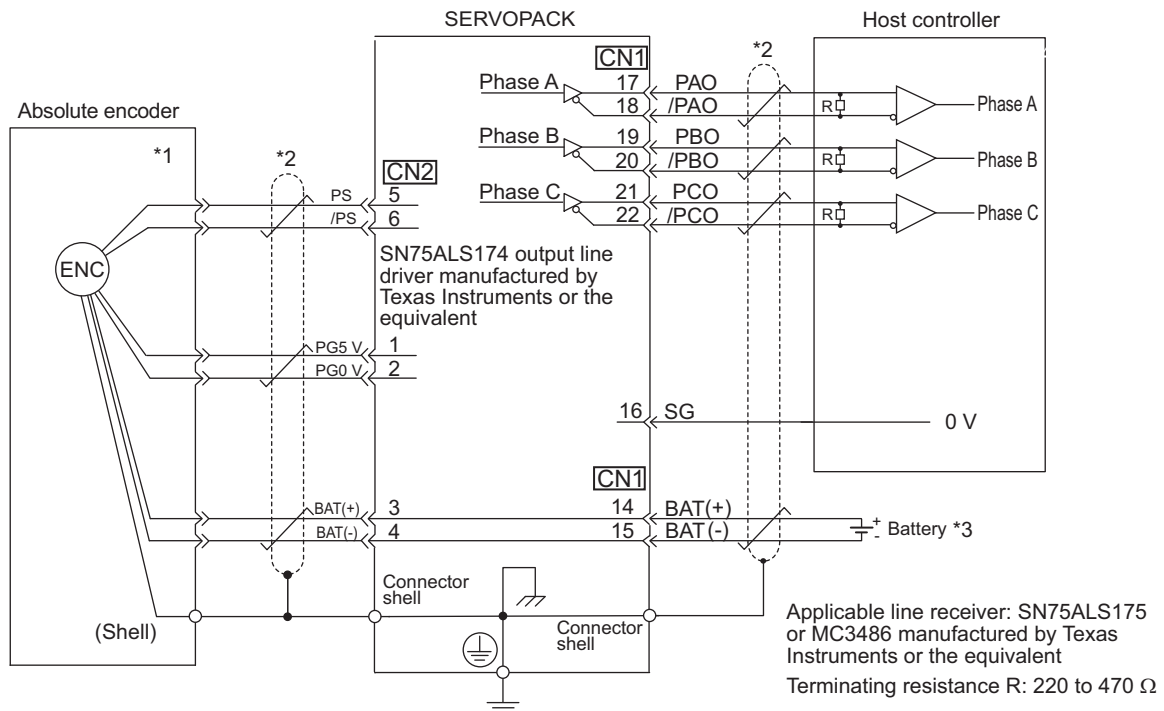 SERVOPACK
Host controller
Absolute encoder
*1
*2
CN2
PS
5
/PS
6
ENC
SN75ALS174 output line
driver manufactured by
Texas Instruments or the
equivalent
PG5 V
1
PG0 V
2
BAT(+)
3
BAT(-)
4
(Shell)
Connector
shell
CN1
*2
Phase A
17
PAO
18
/PAO
R
Phase A
Phase B
19
PBO
20
/PBO
R
Phase B
Phase C
21
PCO
22
/PCO
R
Phase C
16
SG
0 V
CN1
14
BAT(+)
15
BAT(-)
+
-
Battery *3
Connector
shell
Applicable line receiver: SN75ALS175
or MC3486 manufactured by Texas
Instruments or the equivalent
Terminating resistance R: 220 to 470 Ω